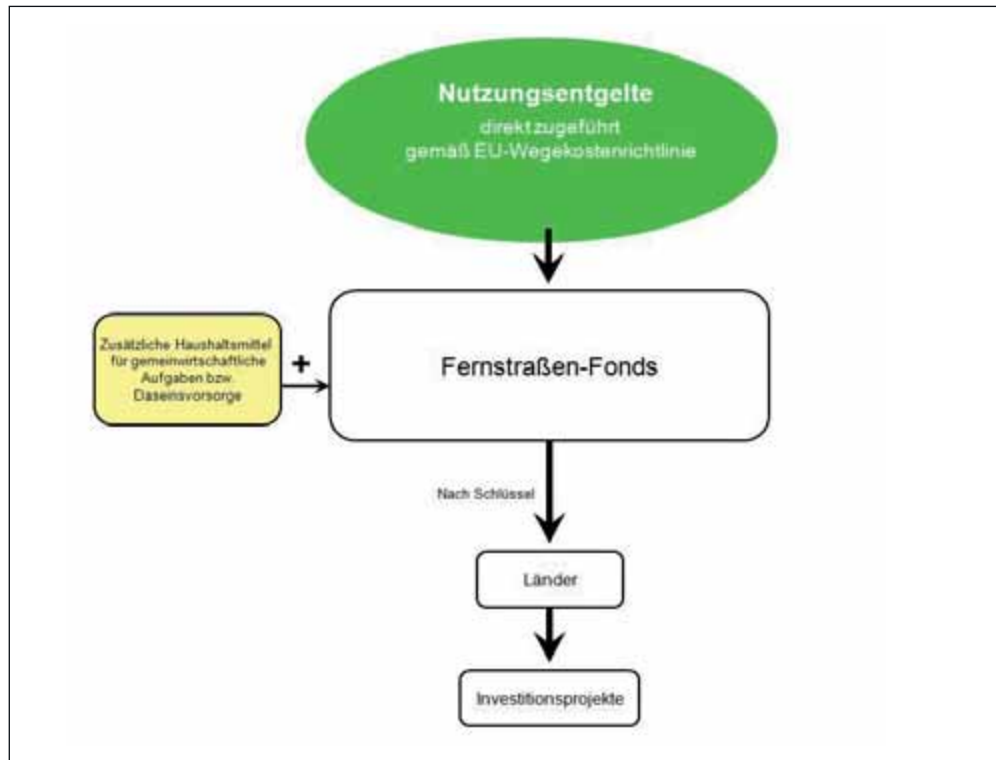 Nutzungsentgelte
direkt zugeführt
gemäß EU-Wegekostenrichtlinie
Zusätzliche Haushaltsmittel
für gemeinwirtschaftliche
Aufgaben bzw.
Daseinsvorsorge
+
Fernstraßen-Fonds
Nach Schlüssel
Länder
Investitionsprojekte